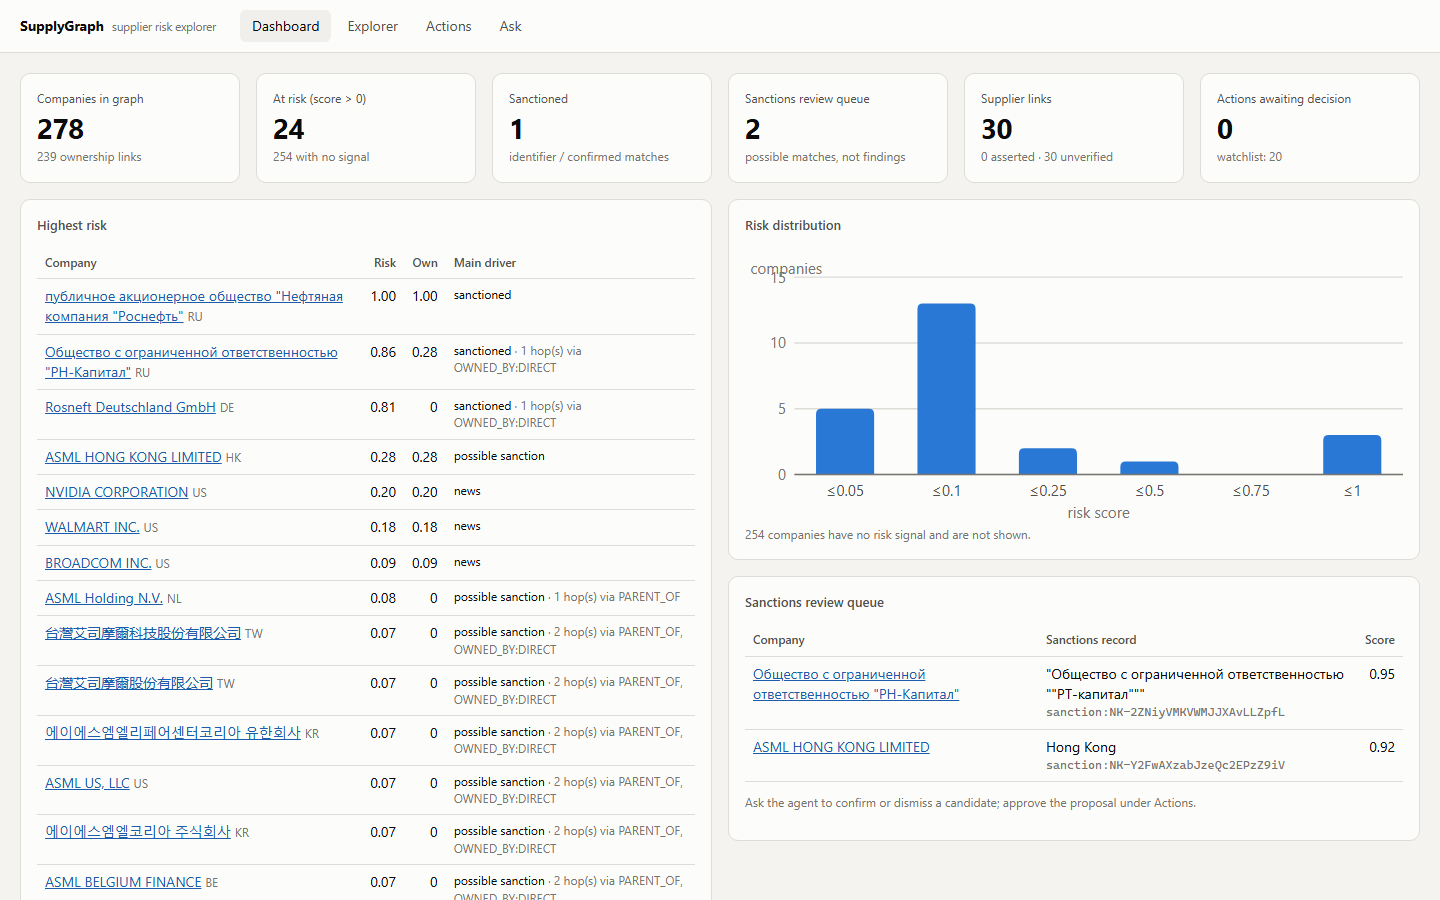 SupplyGraph supplier risk explorer Dashboard Explorer Actions Ask
Companies in graph
278
239 ownership links
At risk (score > 0)
24
254 with no signal
Sanctioned
1
identifier / confirmed matches
Sanctions review queue
2
possible matches, not findings
Supplier links
30
0 asserted · 30 unverified
Actions awaiting decision
0
watchlist: 20
Highest risk
Company Risk Own Main driver
публичное акционерное общество "Нефтяная
компания "Роснефть" RU 1.00 1.00 sanctioned
Общество с ограниченной ответственностью
"РН-Капитал" RU 0.86 0.28 sanctioned · 1 hop(s) via
OWNED_BY:DIRECT
Rosneft Deutschland GmbH DE 0.81 0 sanctioned · 1 hop(s) via
OWNED_BY:DIRECT
ASML HONG KONG LIMITED HK 0.28 0.28 possible sanction
NVIDIA CORPORATION US 0.20 0.20 news
WALMART INC. US 0.18 0.18 news
BROADCOM INC. US 0.09 0.09 news
ASML Holding N.V. NL 0.08 0 possible sanction · 1 hop(s) via PARENT_OF
台灣艾司摩爾科技股份有限公司 TW 0.07 0 possible sanction · 2 hop(s) via PARENT_OF,
OWNED_BY:DIRECT
台灣艾司摩爾股份有限公司 TW 0.07 0 possible sanction · 2 hop(s) via PARENT_OF,
OWNED_BY:DIRECT
에이에스엠엘리페어센터코리아 유한회사 KR 0.07 0 possible sanction · 2 hop(s) via PARENT_OF,
OWNED_BY:DIRECT
ASML US, LLC US 0.07 0 possible sanction · 2 hop(s) via PARENT_OF,
OWNED_BY:DIRECT
에이에스엠엘코리아 주식회사 KR 0.07 0 possible sanction · 2 hop(s) via PARENT_OF,
OWNED_BY:DIRECT
ASML BELGIUM FINANCE BE 0.07 0 possible sanction · 2 hop(s) via PARENT_OF,
OWNED_BY:DIRECT
Risk distribution
companies
15
10
5
0
≤0.05 ≤0.1 ≤0.25 ≤0.5 ≤0.75 ≤1
risk score
254 companies have no risk signal and are not shown.
Sanctions review queue
Company Sanctions record Score
Общество с ограниченной
ответственностью "РН-Капитал"
"Общество с ограниченной ответственностью
""РТ-капитал"""
sanction:NK-2ZNiyVMKVWMJJXAvLLZpfL
0.95
ASML HONG KONG LIMITED Hong Kong 0.92
sanction:NK-Y2FwAXzabJzeQc2EPzZ9iV
Ask the agent to confirm or dismiss a candidate; approve the proposal under Actions.